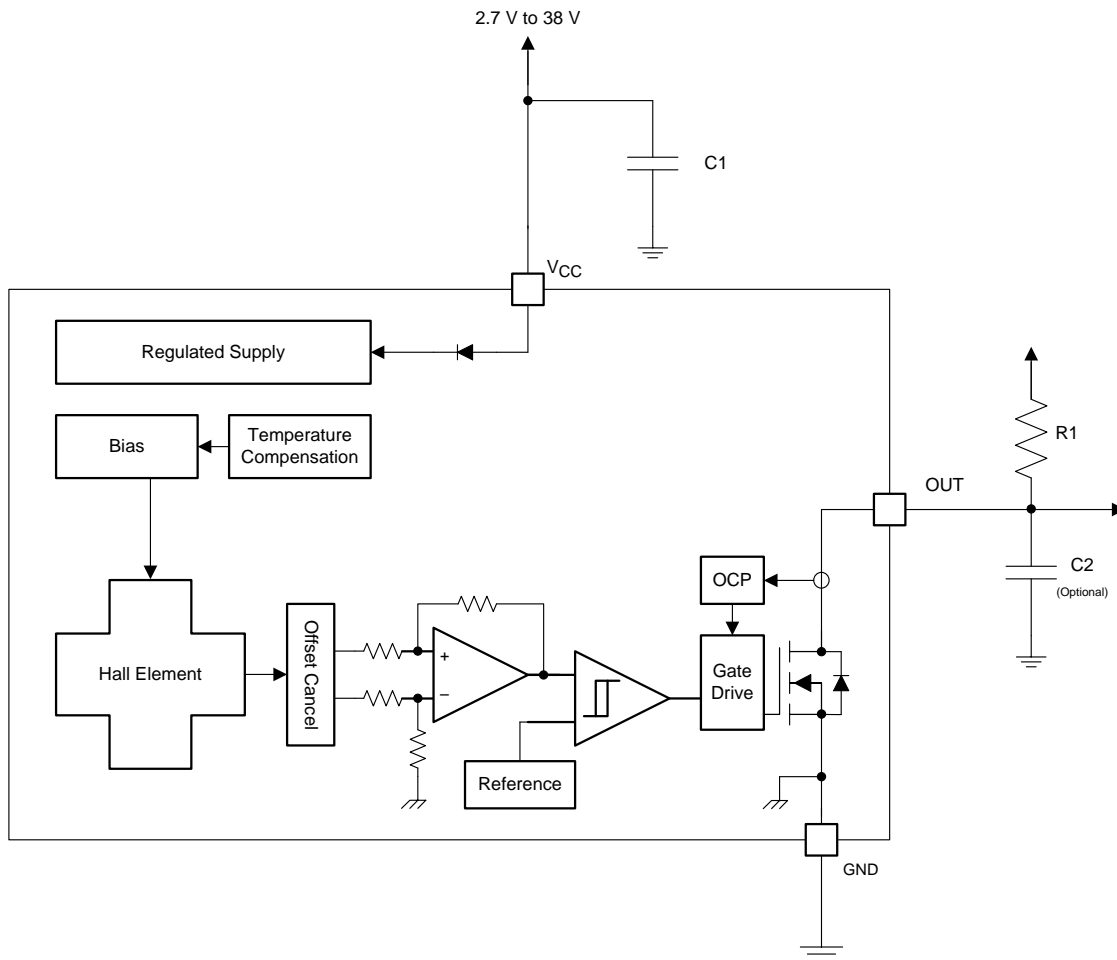 2.7 V to 38 V
C1
VCC
Regulated Supply
Bias
Temperature
Compensation
R1
OUT
C2
(Optional)
OCP
Hall Element
Offset Cancel
+
−
Gate
Drive
Reference
GND